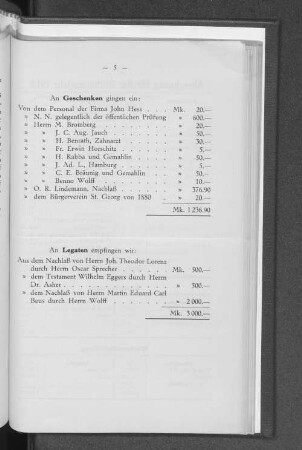 — 5 —
An Geschenken gingen ein:
Von dem Personal der Firma John Hess . . . . Mk. 20.—
» N. N. gelegentlich der öffentlichen Prüfung » 600.—
» Herrn M. Bromberg . . . . . . . » 20.—
» » J. C. Aug. Jauch . . . . . . » 50.—
» » H. Benrath, Zahnarzt . . . . . » 30.—
» » Fr. Erwin Horschitz . . . . . » 5.—
» » H. Rabba und Gemahlin . . . . » 50.—
» » J. Ad. L., Hamburg . . . . . » 5.—
» » C. E. Bräunig und Gemahlin . . . » 50.—
» » Benno Wolff . . . . . . . » 10.—
» O. R. Lindemann, Nachlaß . . . . . » 376.90
» dem Bürgerverein St. Georg von 1880 . . » 20.—
Mk. 1 236.90
An Legaten empfingen wir:
Aus dem Nachlaß von Herrn Joh. Theodor Lorenz
durch Herrn Oscar Sprecher . . . . . Mk. 500.—
» dem Testament Wilhelm Eggers durch Herrn
Dr. Asher . . . . . . . . . » 500.—
» dem Nachlaß von Herrn Martin Eduard Carl
Beus durch Herrn Wolff . . . . . . » 2 000.—
Mk. 3 000.—